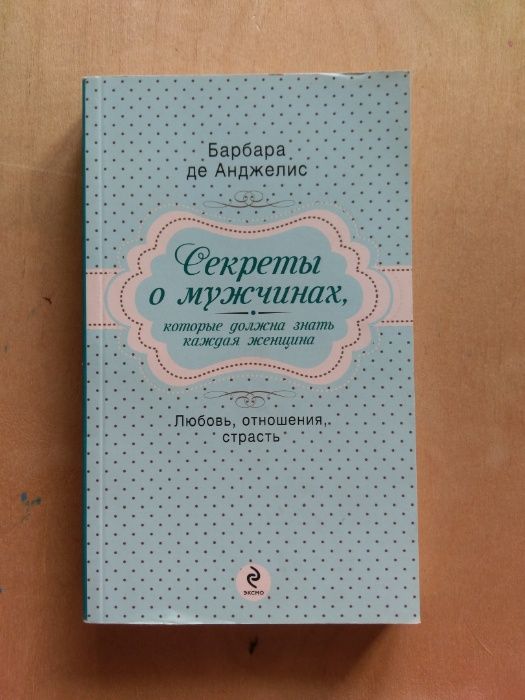 Барбара
де Анджелис
Секреты
о мужчинах,
которые должна знать
каждая женщина
Любовь, отношения,
страсть
ЭКСМО